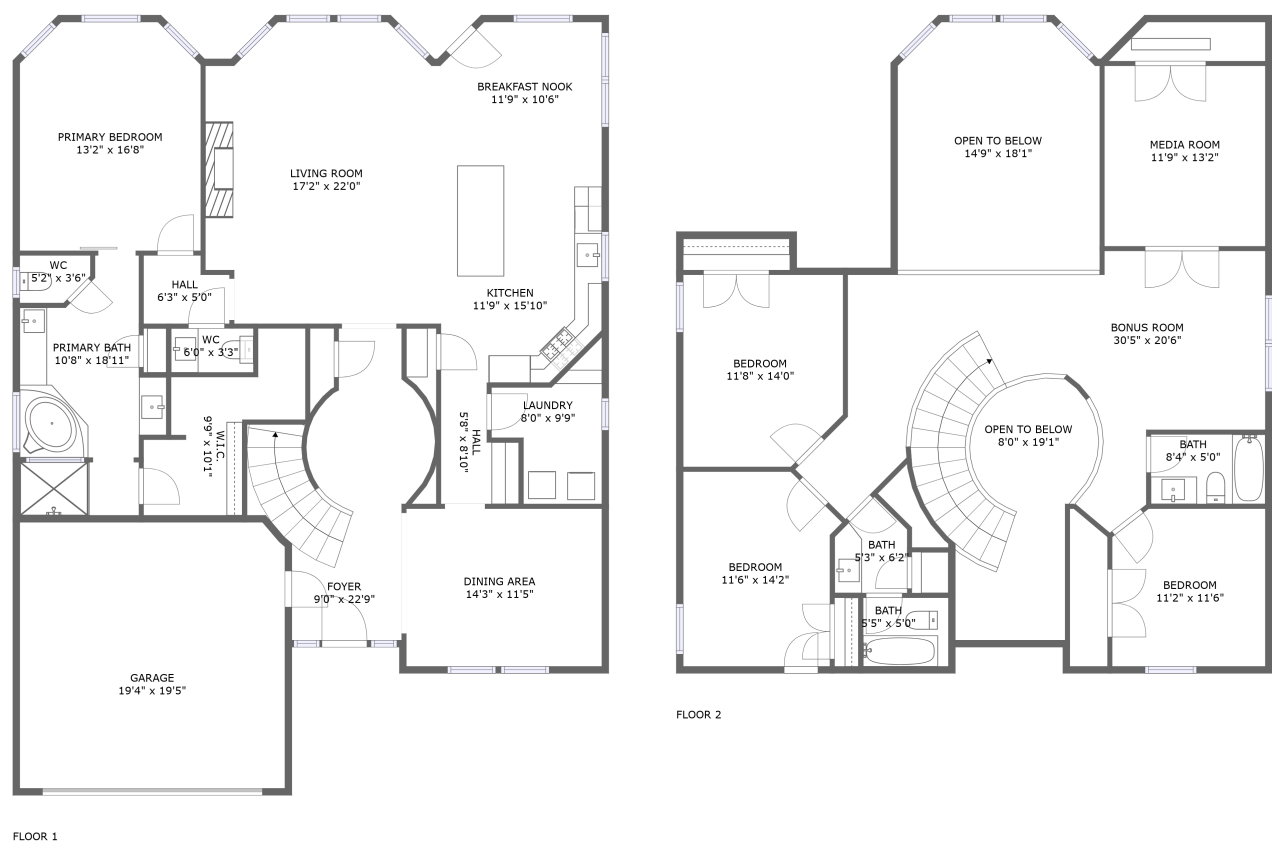 PRIMARY BEDROOM
13'2" x 16'8"
LIVING ROOM
17'2" x 22'0"
BREAKFAST NOOK
11'9" x 10'6"
WC
5'2" x 3'6"
HALL
6'3" x 5'0"
KITCHEN
11'9" x 15'10"
PRIMARY BATH
10'8" x 18'11"
WC
6'0" x 3'3"
W.I.C.
9'9" x 10'1"
HALL
5'8" x 8'10"
LAUNDRY
8'0" x 9'9"
FOYER
9'0" x 22'9"
DINING AREA
14'3" x 11'5"
GARAGE
19'4" x 19'5"
FLOOR 1
OPEN TO BELOW
14'9" x 18'1"
MEDIA ROOM
11'9" x 13'2"
BONUS ROOM
30'5" x 20'6"
BEDROOM
11'8" x 14'0"
OPEN TO BELOW
8'0" x 19'1"
BATH
8'4" x 5'0"
BEDROOM
11'6" x 14'2"
BATH
5'3" x 6'2"
BATH
5'5" x 5'0"
BEDROOM
11'2" x 11'6"
FLOOR 2